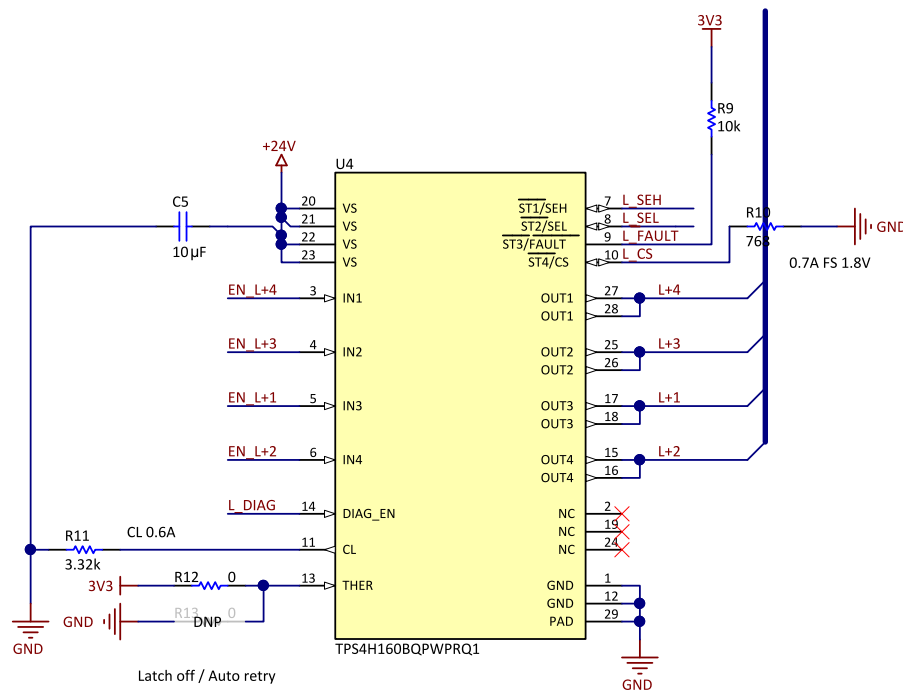 3V3
R9
10k
+24V
U4
C5
10µF
20 VS
21 VS
22 VS
23 VS
ST1/SEH 7 L_SEH
ST2/SEL 8 L_SEL
ST3/FAULT 9 L_FAULT
ST4/CS 10 L_CS
R10
768
GND
0.7A FS 1.8V
EN_L+4 3 IN1
EN_L+3 4 IN2
EN_L+1 5 IN3
EN_L+2 6 IN4
OUT1 27 L+4
OUT1 28
OUT2 25 L+3
OUT2 26
OUT3 17 L+1
OUT3 18
OUT4 15 L+2
OUT4 16
L_DIAG 14 DIAG_EN
NC 2
NC 19
NC 24
R11
3.32k
CL 0.6A
11 CL
3V3
R12 0
13 THER
GND
R13 0
DNP
GND 1
GND 12
PAD 29
TPS4H160BQPWPRQ1
GND
GND
Latch off / Auto retry